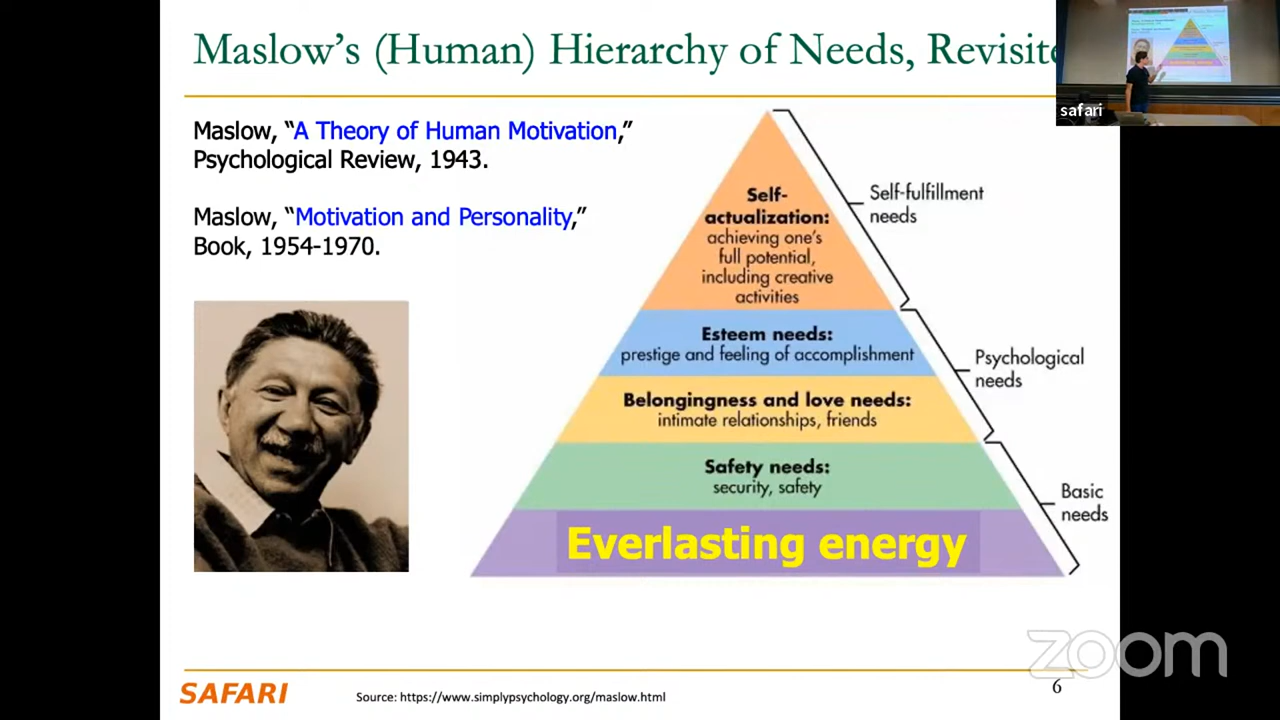 Maslow's (Human) Hierarchy of Needs, Revisite
safari
Maslow, “A Theory of Human Motivation,”
Psychological Review, 1943.
Maslow, “Motivation and Personality,”
Book, 1954-1970.
Self-
actualization:
achieving one's
full potential,
including creative
activities
Self-fulfillment
needs
Esteem needs:
prestige and feeling of accomplishment
Belongingness and love needs:
intimate relationships, friends
Psychological
needs
Safety needs:
security, safety
Everlasting energy
Basic
needs
zoom
SAFARI
Source: https://www.simplypsychology.org/maslow.html
6